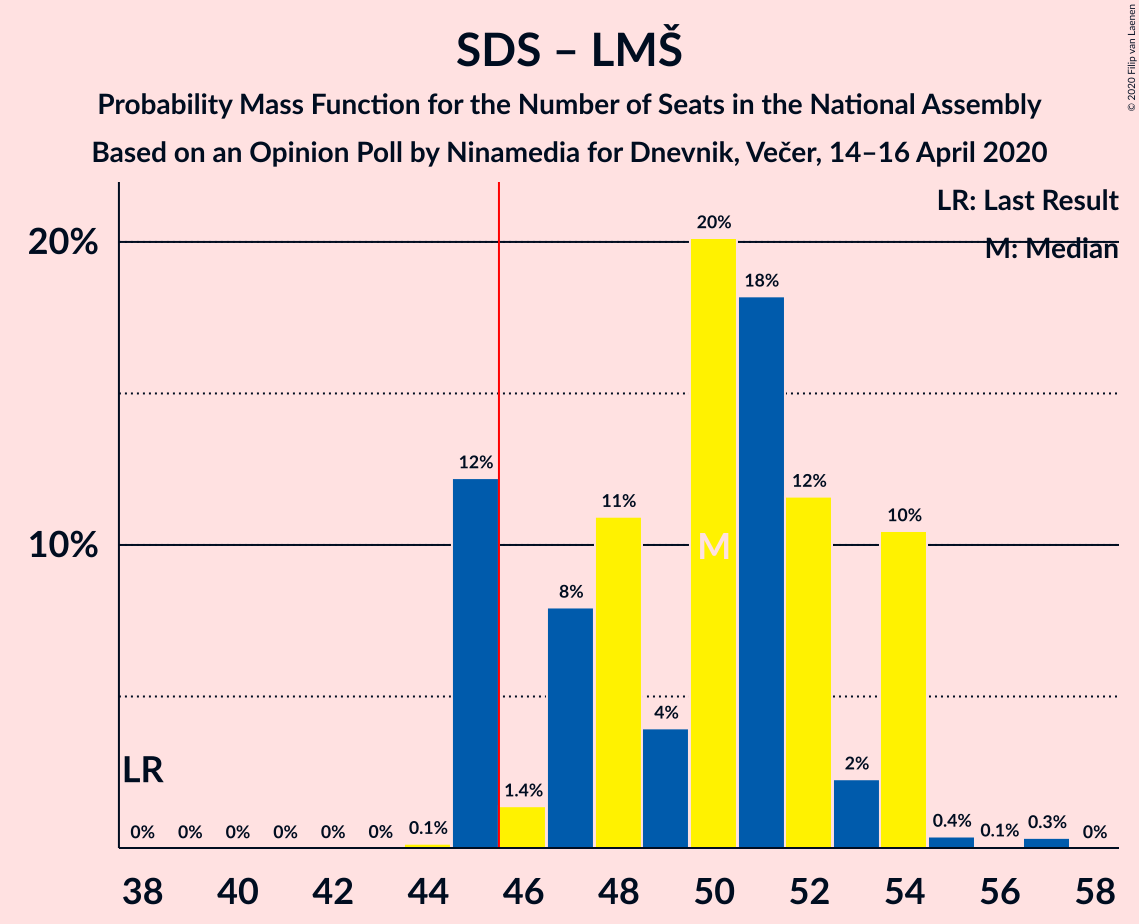 SDS – LMŠ
Probability Mass Function for the Number of Seats in the National Assembly
Based on an Opinion Poll by Ninamedia for Dnevnik, Večer, 14–16 April 2020
© 2020 Filip van Laenen
LR: Last Result
M: Median
20%
10%
20%
18%
12%
12%
11%
10%
M
8%
4%
2%
LR
1.4%
0% 0% 0% 0% 0% 0% 0.1% 0.4% 0.1% 0.3% 0%
38 40 42 44 46 48 50 52 54 56 58